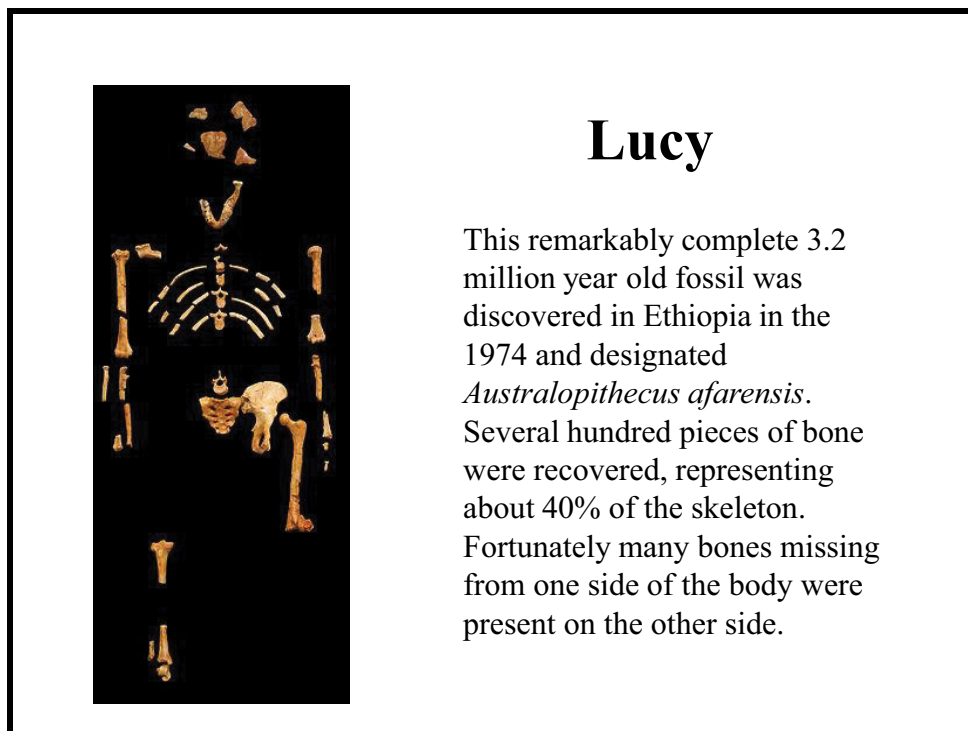 Lucy
This remarkably complete 3.2
million year old fossil was
discovered in Ethiopia in the
1974 and designated
Australopithecus afarensis.
Several hundred pieces of bone
were recovered, representing
about 40% of the skeleton.
Fortunately many bones missing
from one side of the body were
present on the other side.